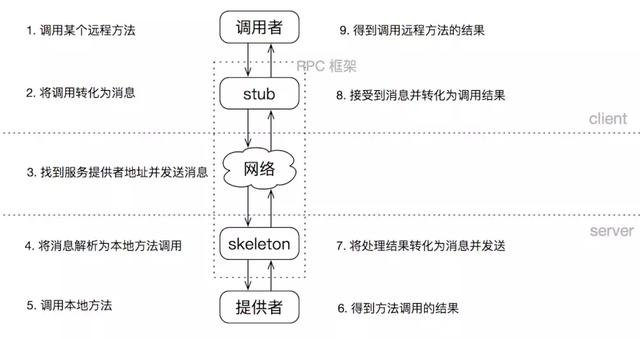 1. 调用某个远程方法
调用者
9. 得到调用远程方法的结果
RPC 框架
2. 将调用转化为消息
stub
8. 接受到消息并转化为调用结果
client
3. 找到服务提供者地址并发送消息
网络
server
4. 将消息解析为本地方法调用
skeleton
7. 将处理结果转化为消息并发送
5. 调用本地方法
提供者
6. 得到方法调用的结果